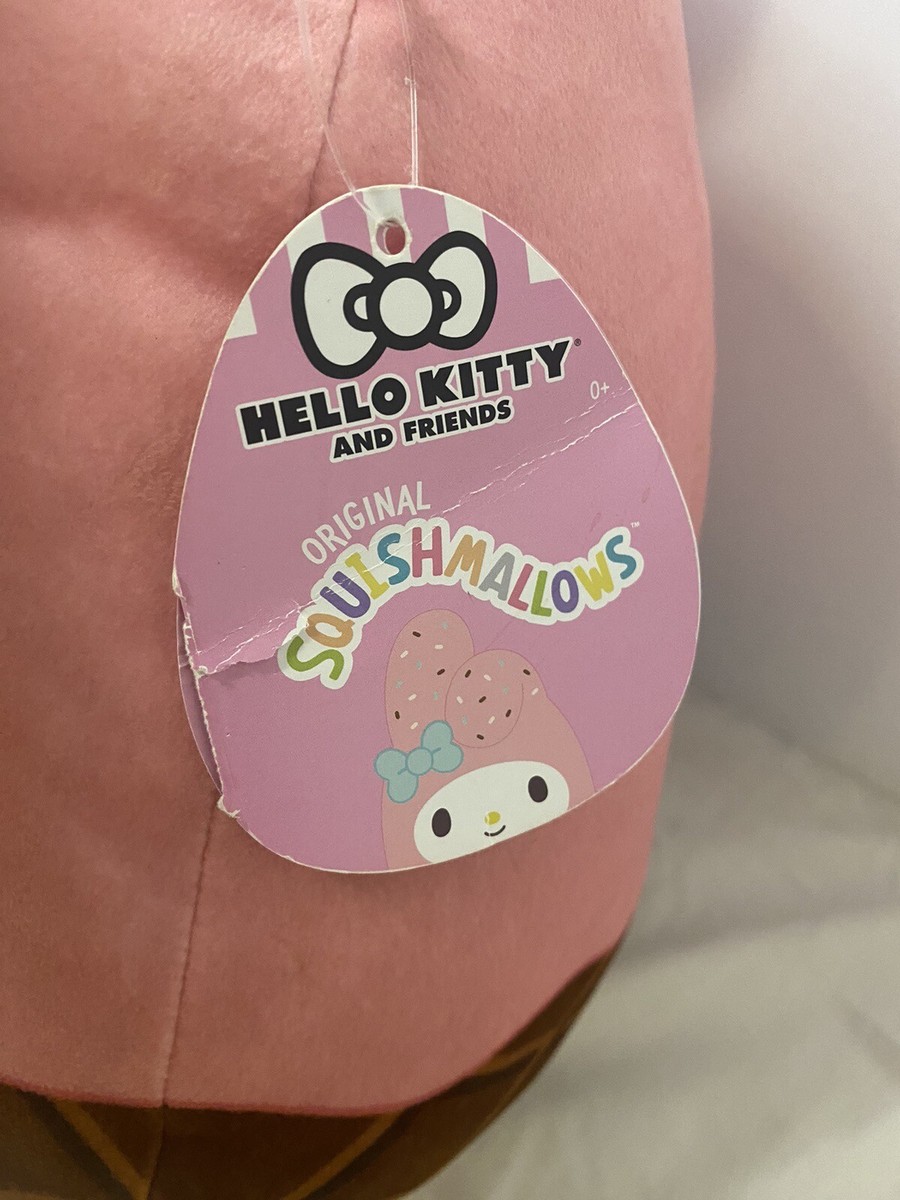 HELLO KITTY®
AND FRIENDS
0+
ORIGINAL
SQUISHMALLOWS™